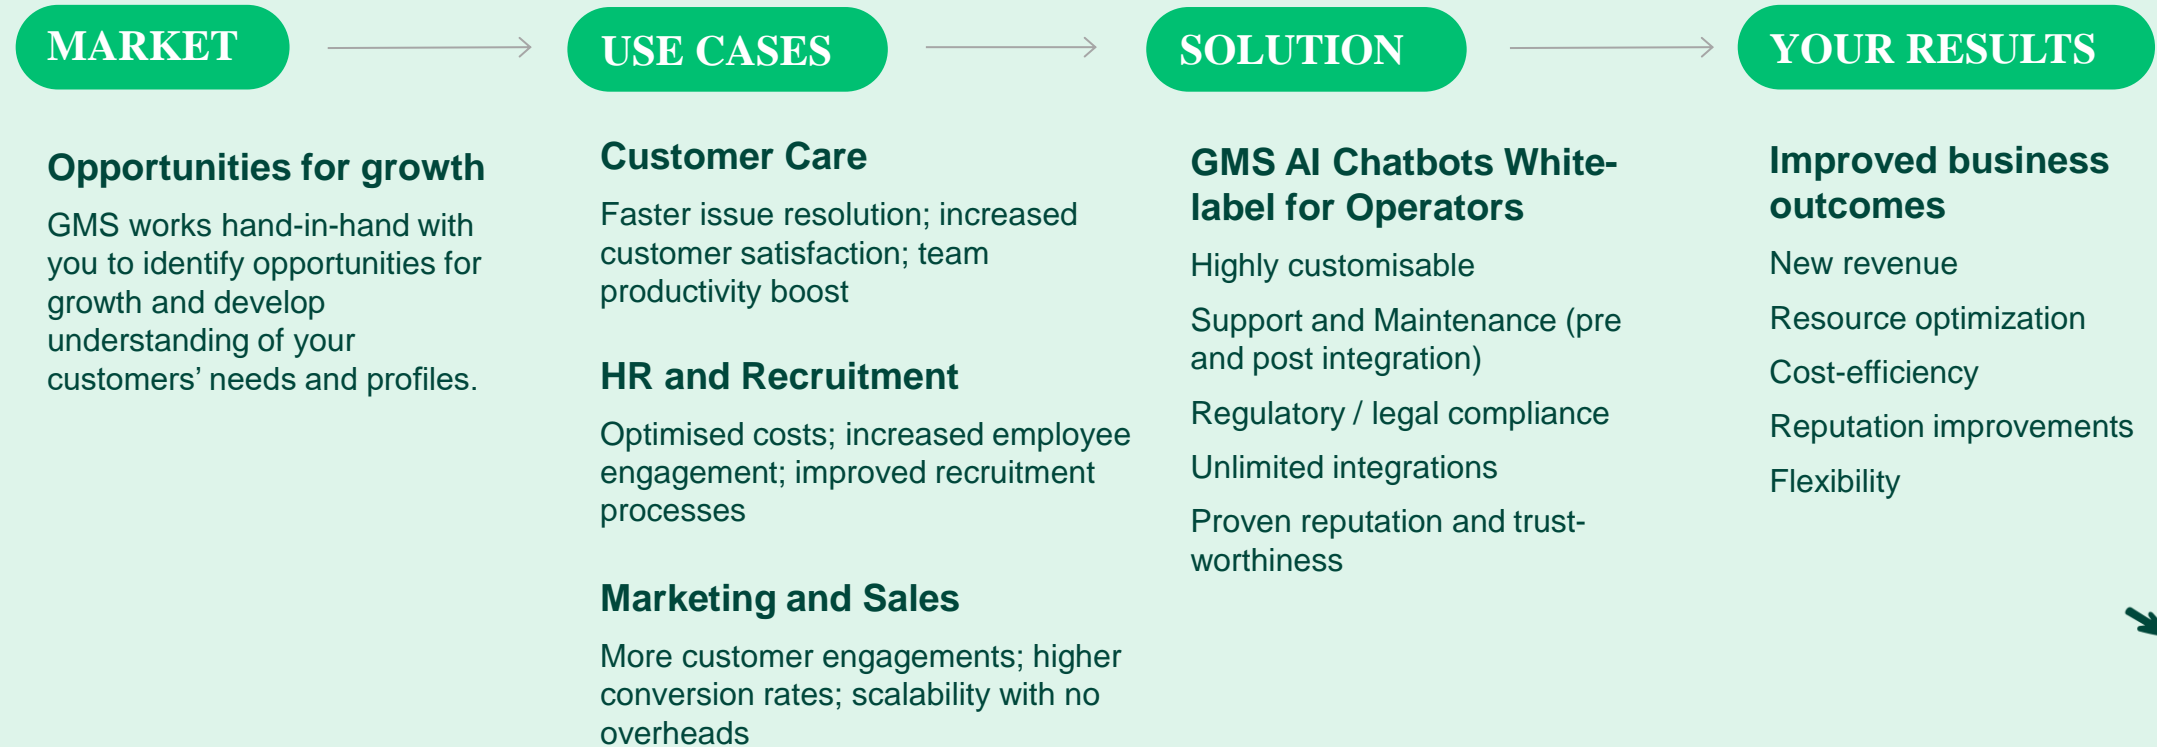 MARKET
Opportunities for growth
GMS works hand-in-hand with
you to identify opportunities for
growth and develop
understanding of your
customers’ needs and profiles.
USE CASES
Customer Care
Faster issue resolution; increased
customer satisfaction; team
productivity boost
HR and Recruitment
Optimised costs; increased employee
engagement; improved recruitment
processes
Marketing and Sales
More customer engagements; higher
conversion rates; scalability with no
overheads
SOLUTION
GMS AI Chatbots White-
label for Operators
Highly customisable
Support and Maintenance (pre
and post integration)
Regulatory / legal compliance
Unlimited integrations
Proven reputation and trust-
worthiness
YOUR RESULTS
Improved business
outcomes
New revenue
Resource optimization
Cost-efficiency
Reputation improvements
Flexibility